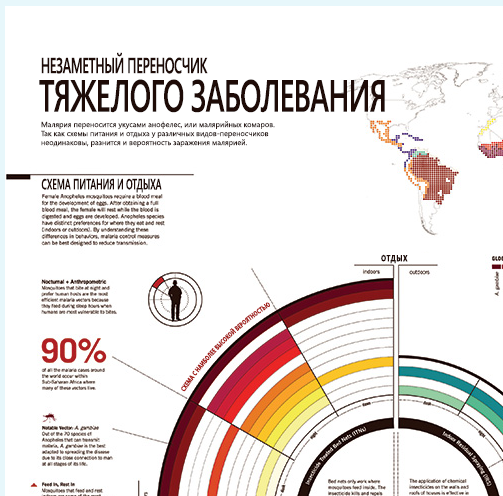 НЕЗАМЕТНЫЙ ПЕРЕНОСЧИК
ТЯЖЕЛОГО ЗАБОЛЕВАНИЯ
Малярия переносится укусами анофелес, или малярийных комаров.
Так как схемы питания и отдыха у различных видов-переносчиков
неодинаковы, разнится и вероятность заражения малярией.
СХЕМА ПИТАНИЯ И ОТДЫХА
Female Anopheles mosquitoes require a blood meal
for the development of eggs. After obtaining a full
blood meal, the female will rest while the blood is
digested and eggs are developed. Anopheles species
have distinct preferences for where they eat and rest
(indoors or outdoors). By understanding these
differences in behaviors, malaria control measures
can be best designed to reduce transmission.
ОТДЫХ
indoors
outdoors
GLO
A. gambiae
Nocturnal + Anthropometric
Mosquitoes that bite at night and
prefer human foods are the most
efficient malaria vectors because
they feed during sleep hours when
humans are most vulnerable to bites.
СХЕМА С НАИБОЛЕЕ ВЫСОКОЙ ВЕРОЯТНОСТЬЮ
90%
of all the malaria cases around
the world occur within
Sub-Saharan Africa where
many of these vectors live.
Notable Vector: A. gambiae
Out of the 70 species of
Anopheles that can transmit
malaria, A. gambiae is the best
adapted to spreading the disease
due to its close connection to man
at all stages of its life.
Feed In, Rest In
Mosquitoes that feed and rest
Insecticide Treated Bed Nets (ITNs)
Indoor Residual Spraying (IRS)
Bed nets only work where
mosquitoes feed inside. The
insecticide kills and repels
The application of chemical
insecticides on the walls and
roofs of houses is effective in